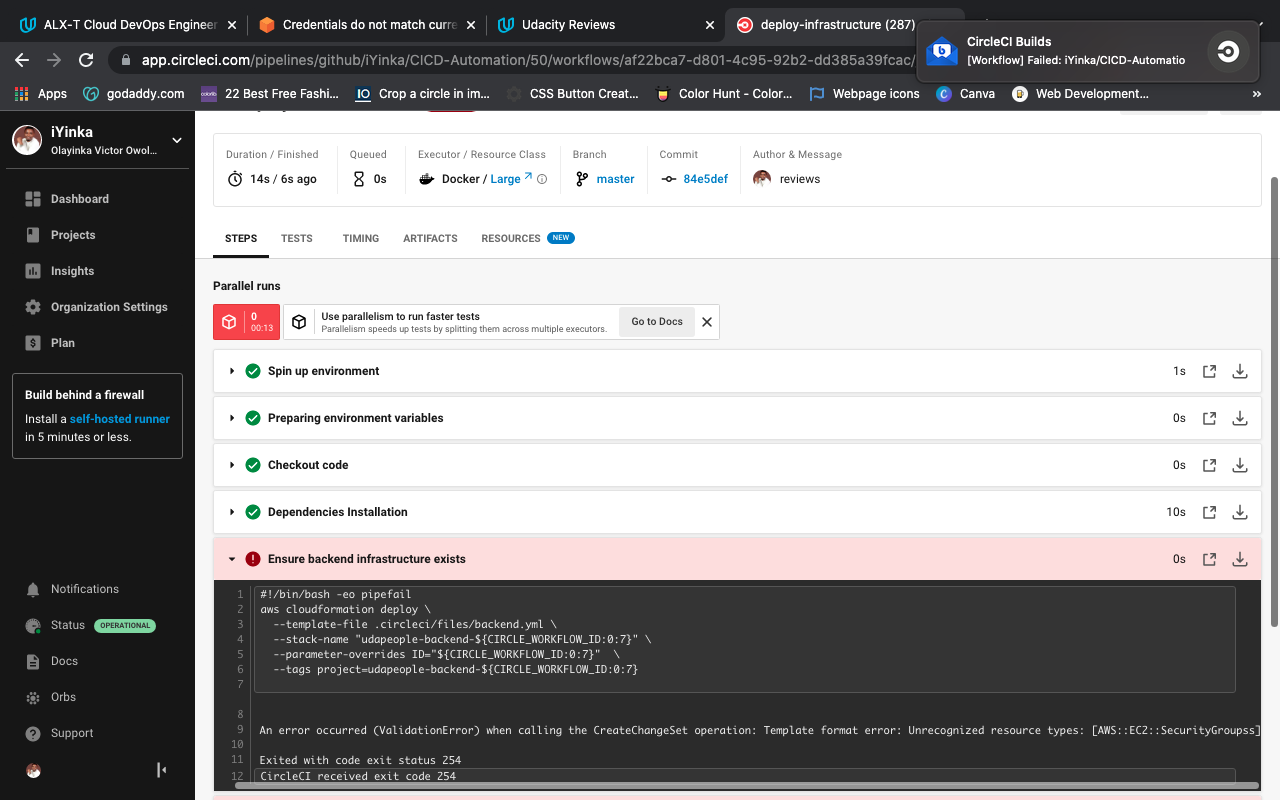 ALX-T Cloud DevOps Engineer
Credentials do not match curre
Udacity Reviews
deploy-infrastructure (287)
CircleCI Builds
[Workflow] Failed: iYinka/CICD-Automatio
app.circleci.com/pipelines/github/iYinka/CICD-Automation/50/workflows/af22bca7-d801-4c95-92b2-dd385a39fcac/
Apps
godaddy.com
22 Best Free Fashi...
Crop a circle in im...
CSS Button Creat...
Color Hunt - Color...
Webpage icons
Canva
Web Development...
»
iYinka
Olayinka Victor Owol...
Dashboard
Projects
Insights
Organization Settings
Plan
Build behind a firewall
Install a self-hosted runner
in 5 minutes or less.
Notifications
Status OPERATIONAL
Docs
Orbs
Support
Duration / Finished
14s / 6s ago
Queued
0s
Executor / Resource Class
Docker / Large
Branch
master
Commit
84e5def
Author & Message
reviews
STEPS
TESTS
TIMING
ARTIFACTS
RESOURCES NEW
Parallel runs
0
00:13
Use parallelism to run faster tests
Parallelism speeds up tests by splitting them across multiple executors.
Go to Docs
Spin up environment 1s
Preparing environment variables 0s
Checkout code 0s
Dependencies Installation 10s
Ensure backend infrastructure exists 0s
1 #!/bin/bash -eo pipefail
2 aws cloudformation deploy \
3 --template-file .circleci/files/backend.yml \
4 --stack-name "udapeople-backend-${CIRCLE_WORKFLOW_ID:0:7}" \
5 --parameter-overrides ID="${CIRCLE_WORKFLOW_ID:0:7}" \
6 --tags project=udapeople-backend-${CIRCLE_WORKFLOW_ID:0:7}
7
8
9 An error occurred (ValidationError) when calling the CreateChangeSet operation: Template format error: Unrecognized resource types: [AWS::EC2::SecurityGroupss]
10
11 Exited with code exit status 254
12 CircleCI received exit code 254